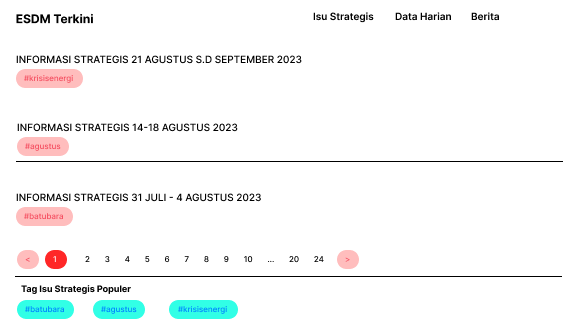 ESDM Terkini
Isu Strategis Data Harian Berita
INFORMASI STRATEGIS 21 AGUSTUS S.D SEPTEMBER 2023
#krisisenergi
INFORMASI STRATEGIS 14-18 AGUSTUS 2023
#agustus
INFORMASI STRATEGIS 31 JULI - 4 AGUSTUS 2023
#batubara
< 1 2 3 4 5 6 7 8 9 10 ... 20 24 >
Tag Isu Strategis Populer
#batubara #agustus #krisisenergi